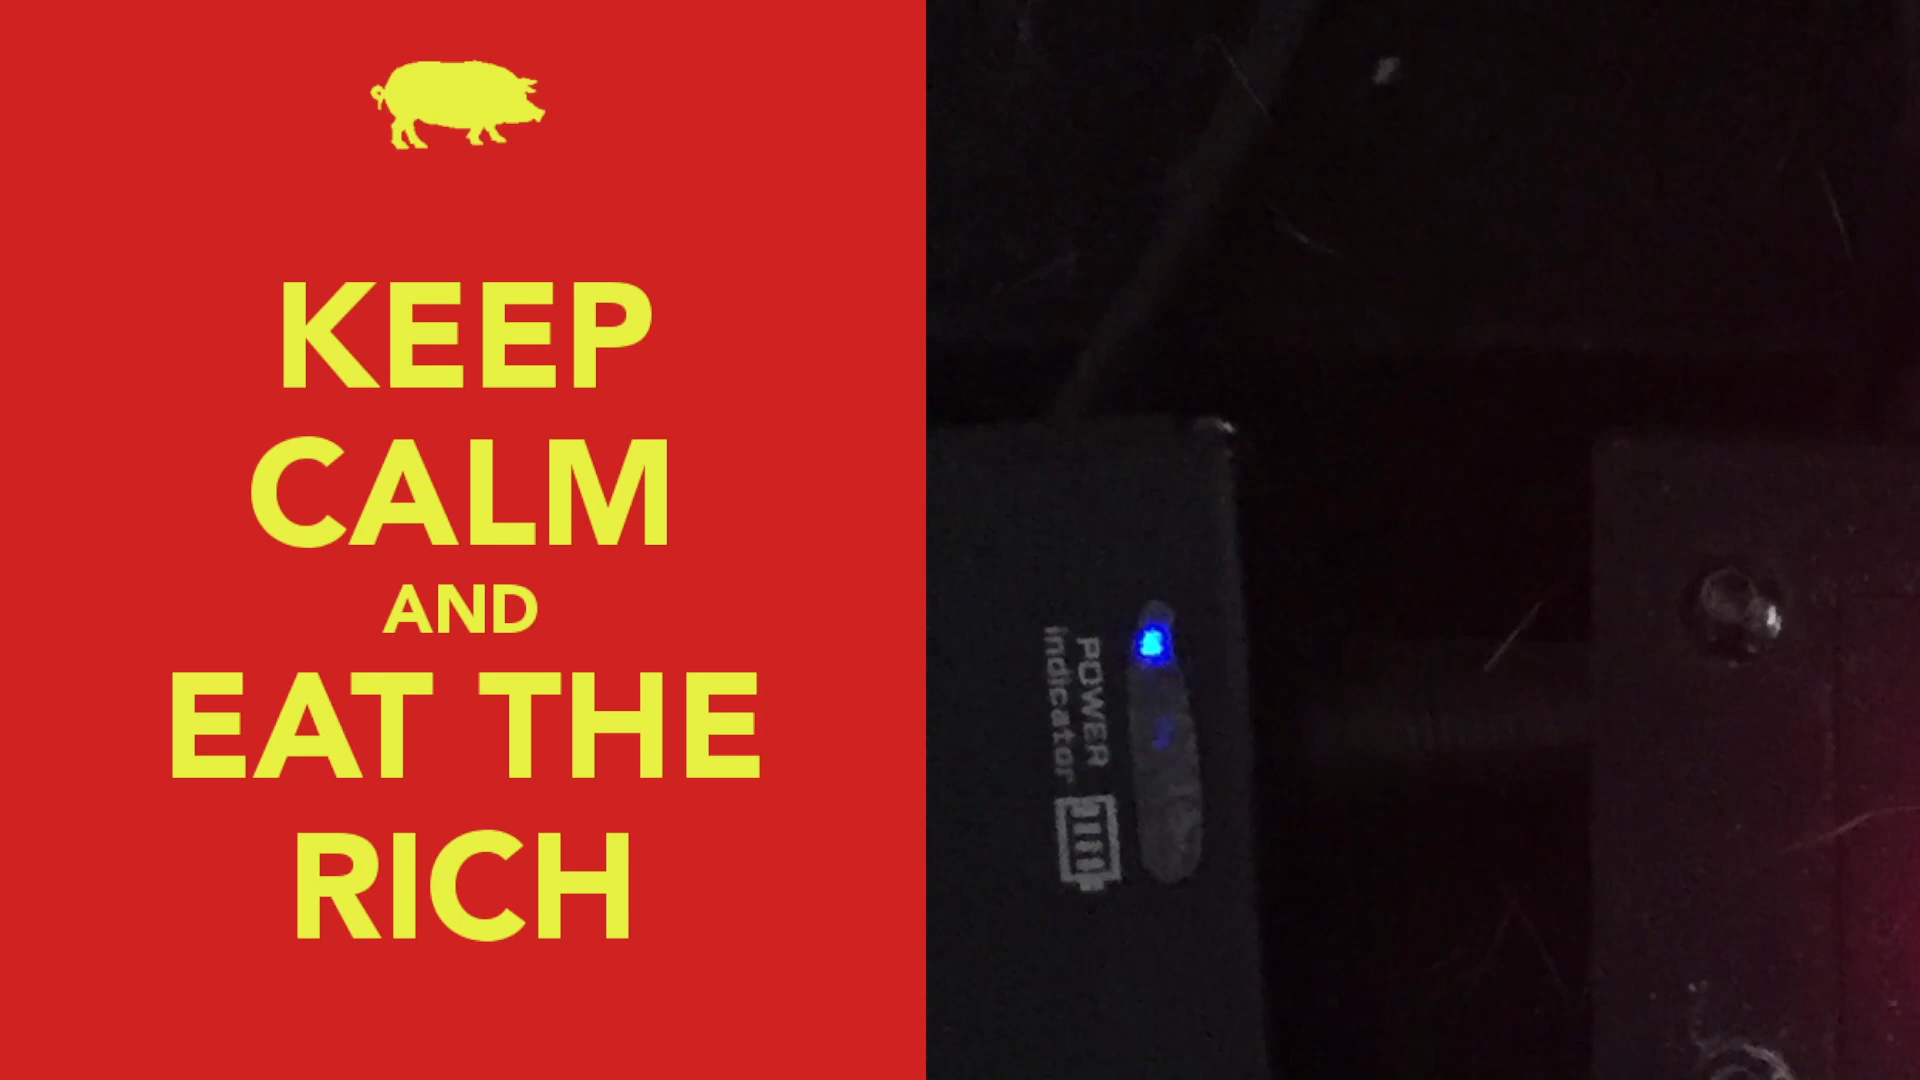 KEEP
CALM
AND
EAT THE
RICH
POWER
indicator